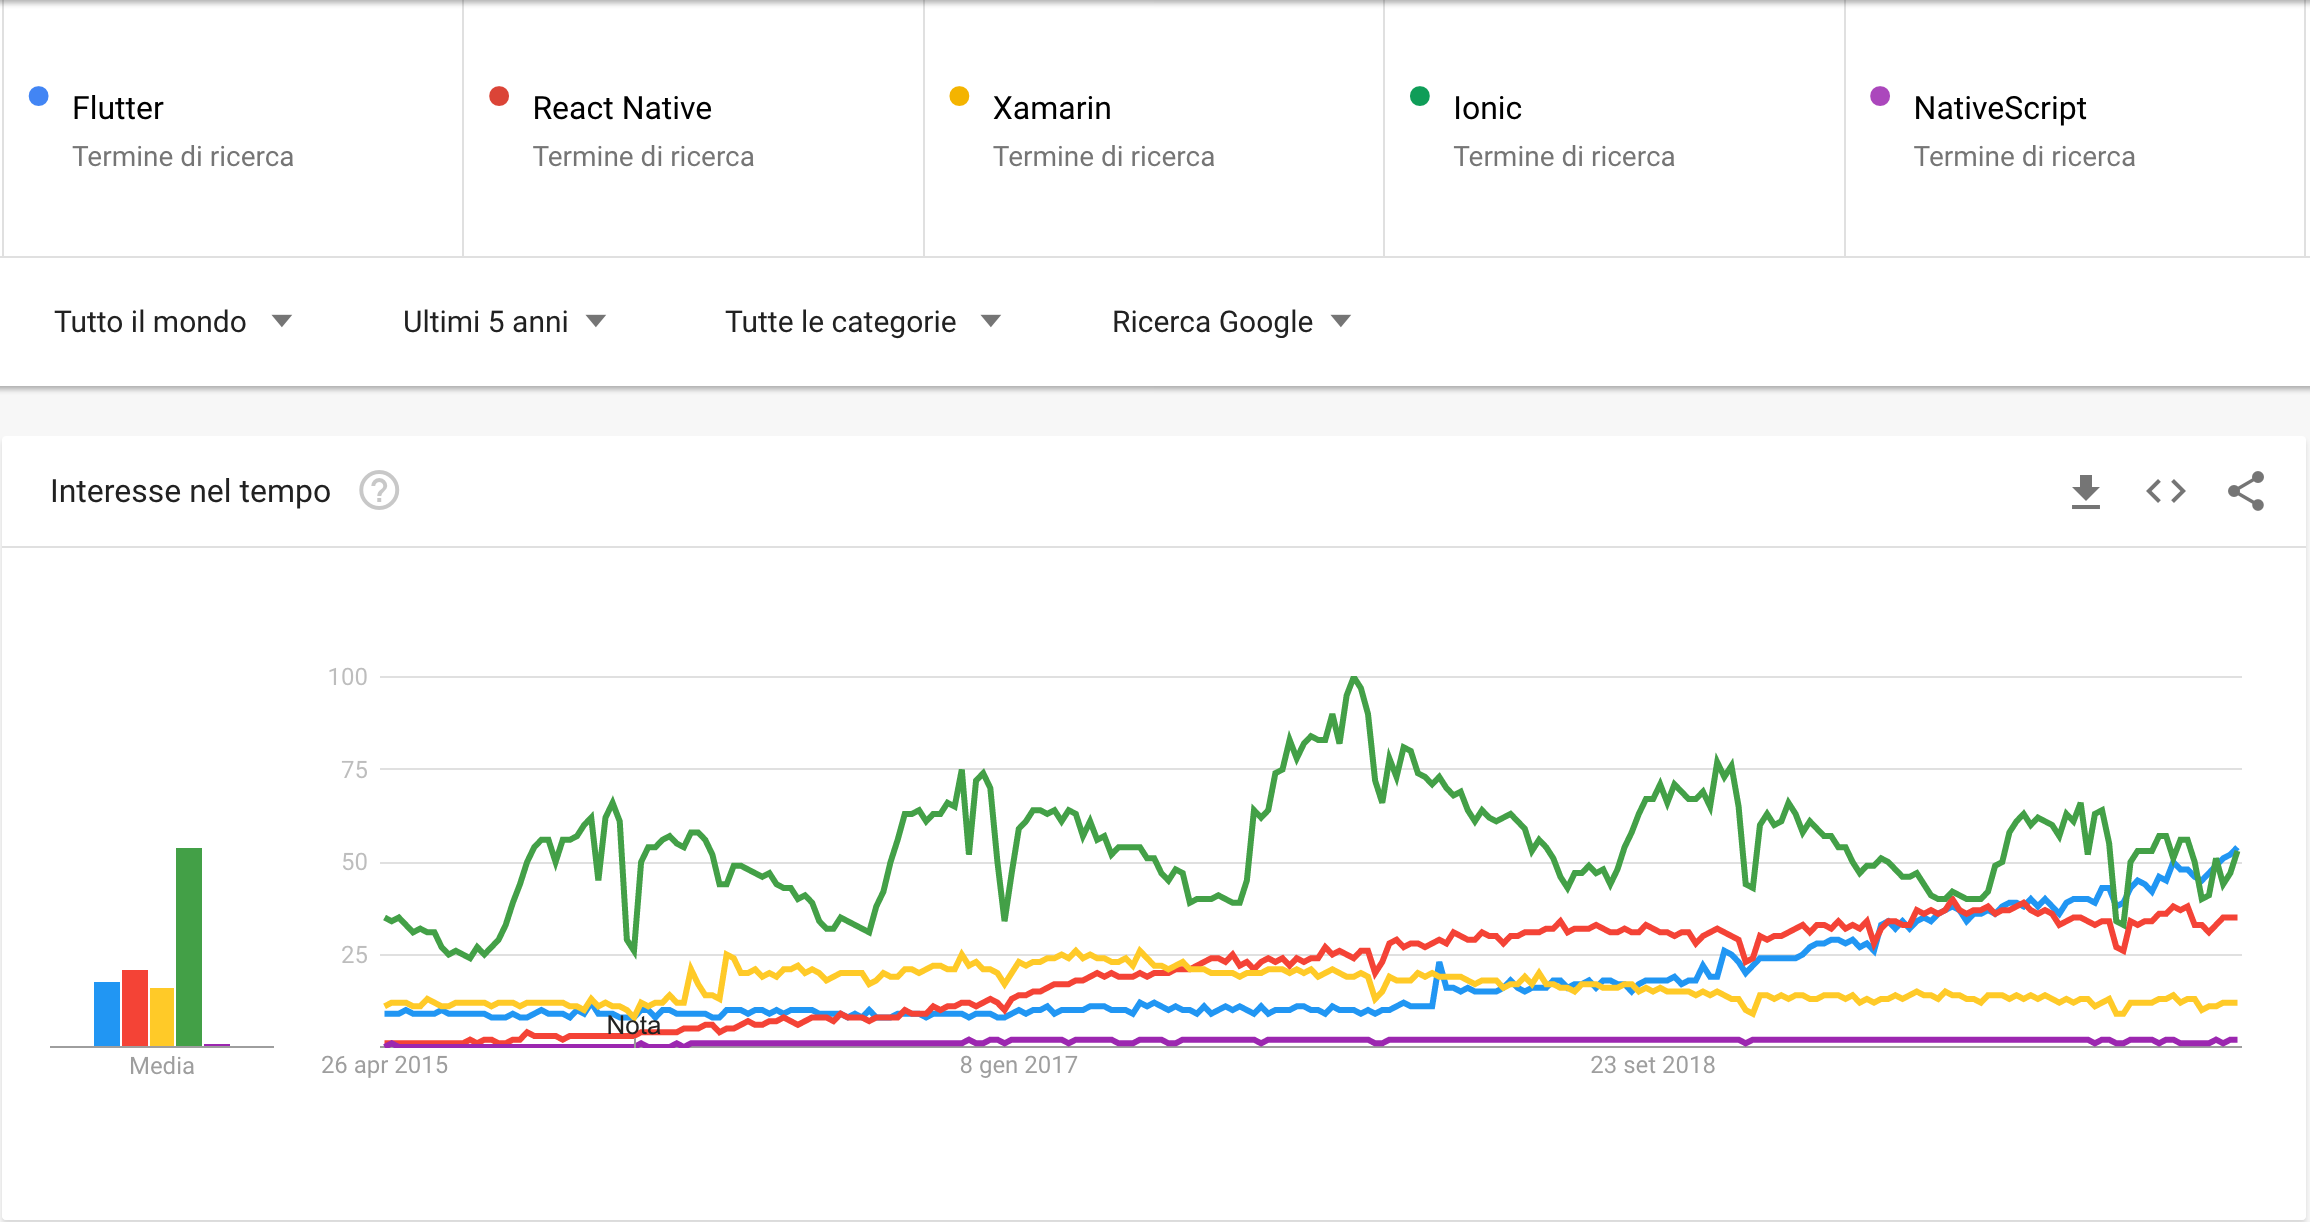 Flutter
Termine di ricerca
React Native
Termine di ricerca
Xamarin
Termine di ricerca
Ionic
Termine di ricerca
NativeScript
Termine di ricerca
Tutto il mondo
Ultimi 5 anni
Tutte le categorie
Ricerca Google
Interesse nel tempo
?
100
75
50
25
Nota
Media
26 apr 2015
8 gen 2017
23 set 2018